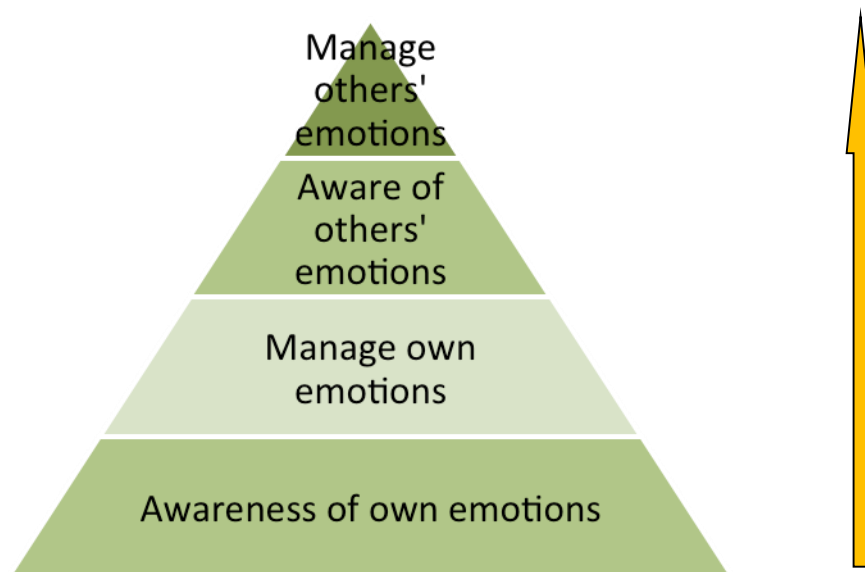 Manage
others'
emotions
Aware of
others'
emotions
Manage own
emotions
Awareness of own emotions